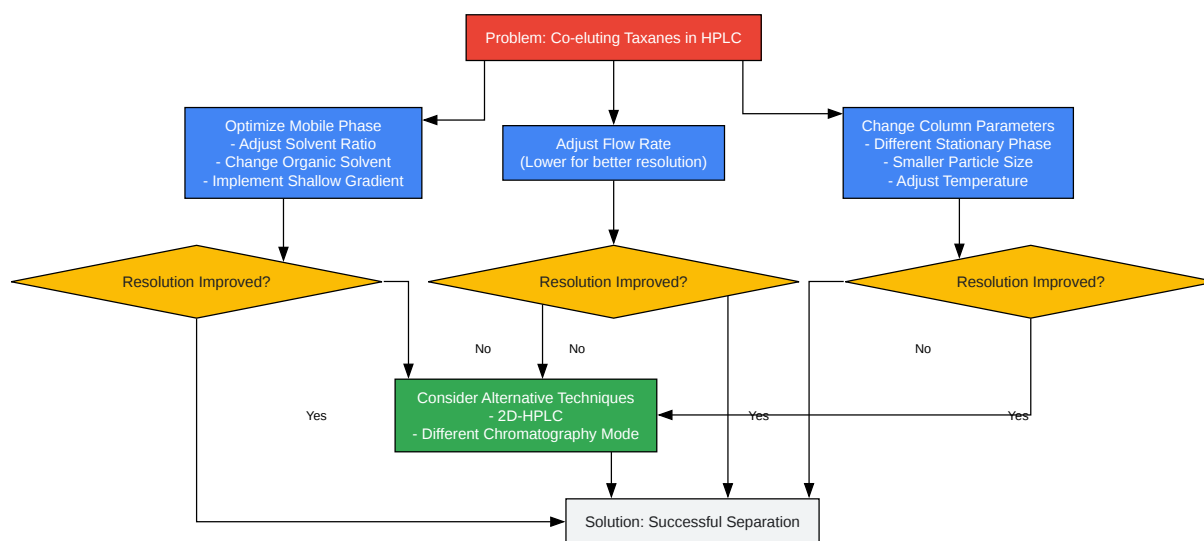 Problem: Co-eluting Taxanes in HPLC
Optimize Mobile Phase
- Adjust Solvent Ratio
- Change Organic Solvent
- Implement Shallow Gradient
Adjust Flow Rate
(Lower for better resolution)
Change Column Parameters
- Different Stationary Phase
- Smaller Particle Size
- Adjust Temperature
Resolution Improved?
Resolution Improved?
Resolution Improved?
No
No
No
Consider Alternative Techniques
- 2D-HPLC
- Different Chromatography Mode
Yes
Yes
Yes
Solution: Successful Separation